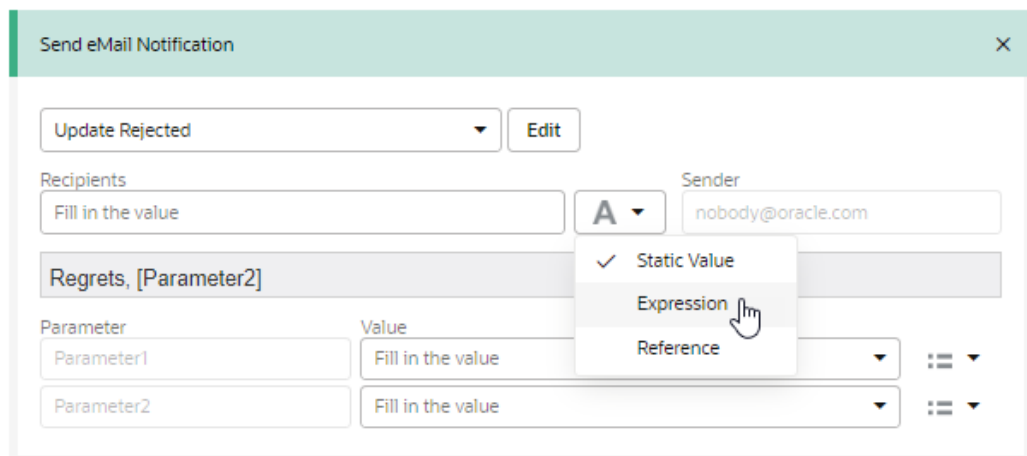 Send eMail Notification
Update Rejected Edit
Recipients Sender
Fill in the value A nobody@oracle.com
Static Value
Regrets, [Parameter2]
Expression
Parameter Value
Reference
Parameter1 Fill in the value
Parameter2 Fill in the value